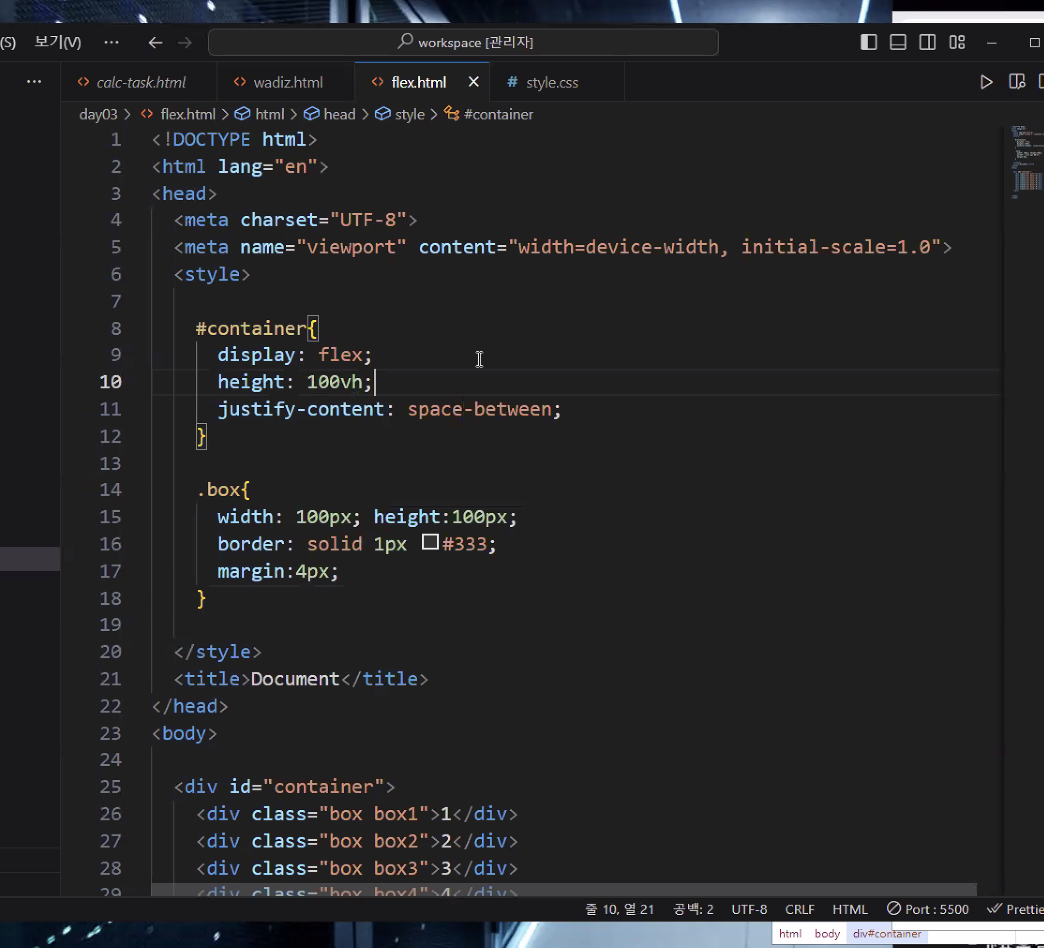 (S) 보기(V) ··· workspace [관리자]
··· calc-task.html wadiz.html flex.html style.css
day03 > flex.html > html > head > style > #container
1 <!DOCTYPE html>
2 <html lang="en">
3 <head>
4 <meta charset="UTF-8">
5 <meta name="viewport" content="width=device-width, initial-scale=1.0">
6 <style>
7
8 #container{
9 display: flex;
10 height: 100vh;
11 justify-content: space-between;
12 }
13
14 .box{
15 width: 100px; height:100px;
16 border: solid 1px #333;
17 margin:4px;
18 }
19
20 </style>
21 <title>Document</title>
22 </head>
23 <body>
24
25 <div id="container">
26 <div class="box box1">1</div>
27 <div class="box box2">2</div>
28 <div class="box box3">3</div>
29 <div class="box box4">4</div>
줄 10, 열 21 공백: 2 UTF-8 CRLF HTML Port : 5500 Prettie
html body div#container